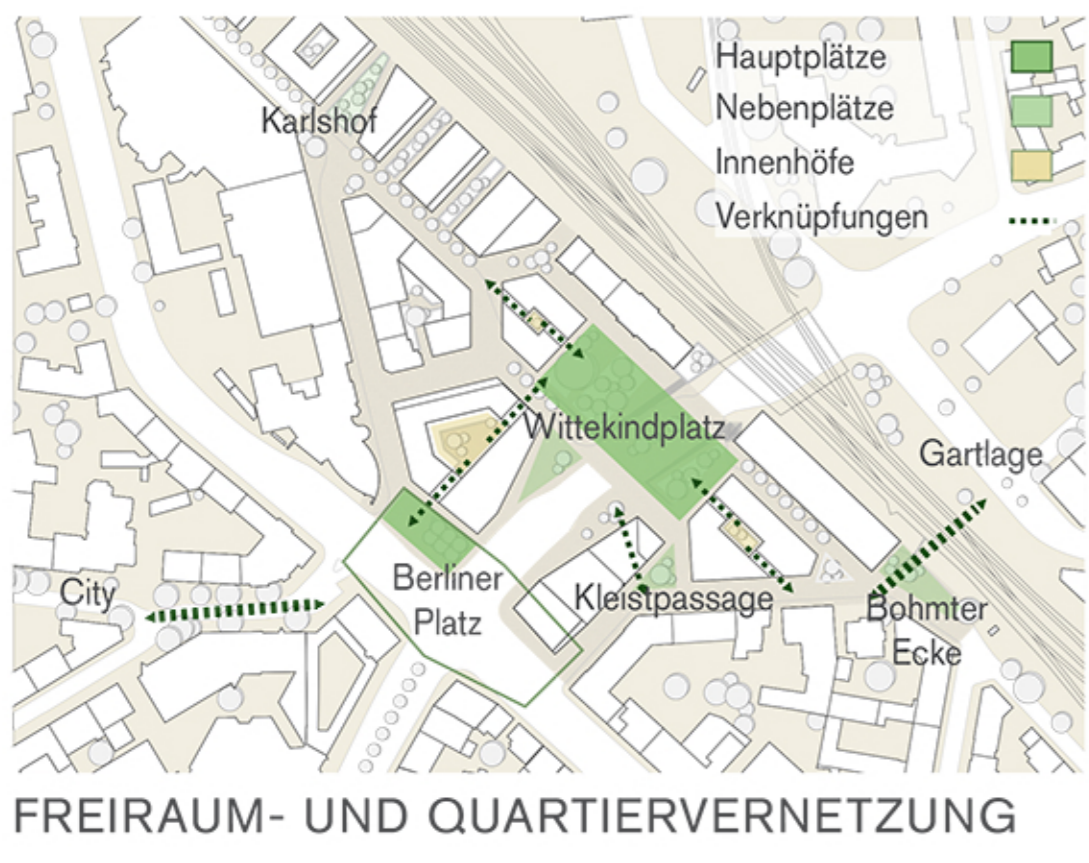 Hauptplätze
Nebenplätze
Innenhöfe
Verknüpfungen
Karlshof
Wittekindplatz
Gartlage
City
Berliner
Platz
Kleistpassage
Bohmter
Ecke
FREIRAUM- UND QUARTIERVERNETZUNG